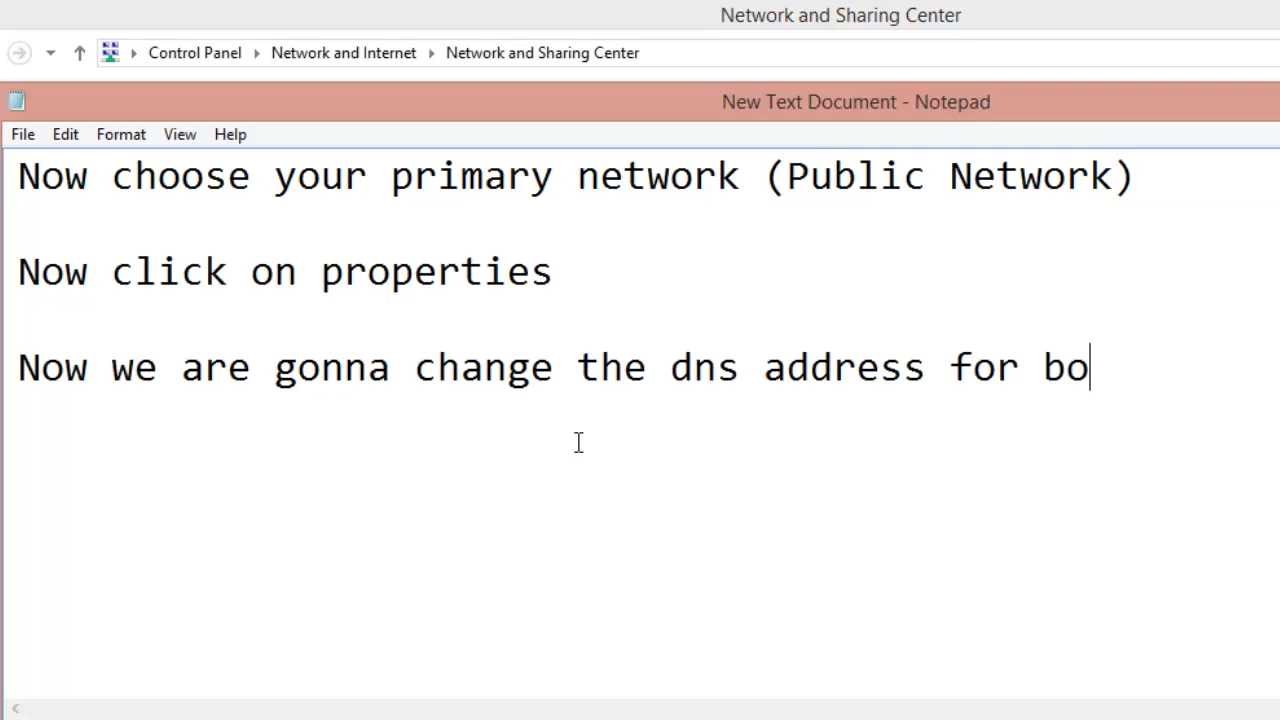 Network and Sharing Center
Control Panel Network and Internet Network and Sharing Center
New Text Document - Notepad
File Edit Format View Help
Now choose your primary network (Public Network)
Now click on properties
Now we are gonna change the dns address for bo